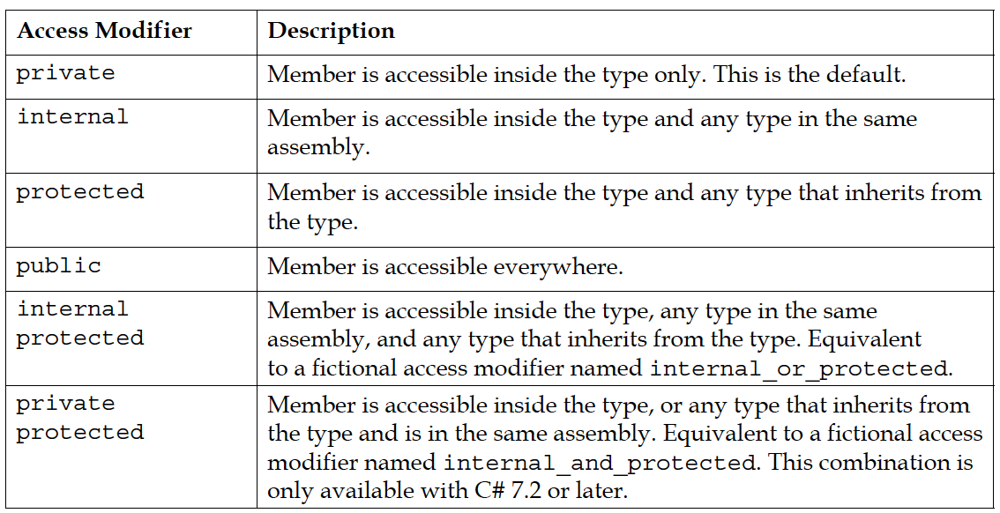 Access Modifier Description
private Member is accessible inside the type only. This is the default.
internal Member is accessible inside the type and any type in the same
assembly.
protected Member is accessible inside the type and any type that inherits from
the type.
public Member is accessible everywhere.
internal
protected
Member is accessible inside the type, any type in the same
assembly, and any type that inherits from the type. Equivalent
to a fictional access modifier named internal_or_protected.
private
protected
Member is accessible inside the type, or any type that inherits from
the type and is in the same assembly. Equivalent to a fictional access
modifier named internal_and_protected. This combination is
only available with C# 7.2 or later.